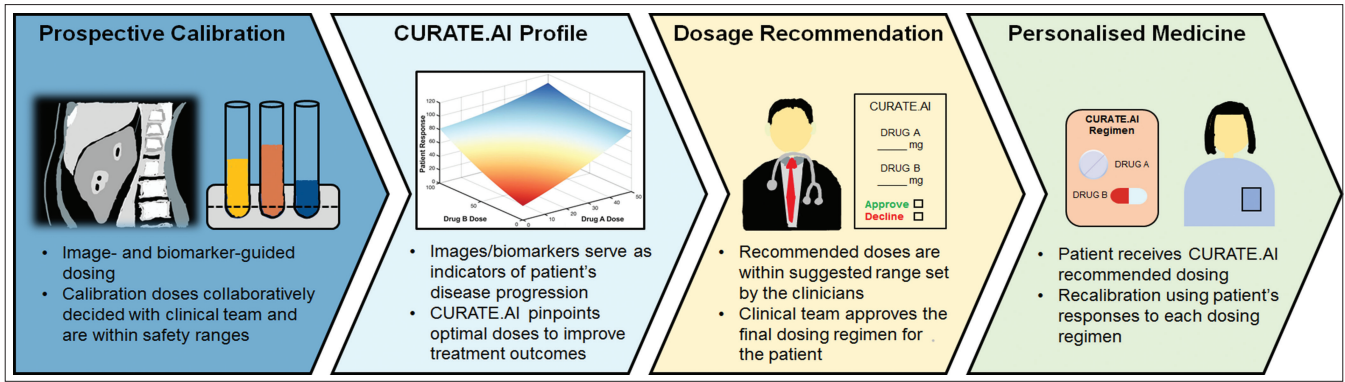 Prospective Calibration
• Image- and biomarker-guided
dosing
• Calibration doses collaboratively
decided with clinical team and
are within safety ranges
CURATE.AI Profile
Patient Response
120
100
80
60
40
20
0
100
50
0
Drug B Dose
0
10
20
30
40
50
Drug A Dose
• Images/biomarkers serve as
indicators of patient’s
disease progression
• CURATE.AI pinpoints
optimal doses to improve
treatment outcomes
Dosage Recommendation
CURATE.AI
DRUG A
_____ mg
DRUG B
_____ mg
Approve
Decline
• Recommended doses are
within suggested range set
by the clinicians
• Clinical team approves the
final dosing regimen for
the patient
Personalised Medicine
CURATE.AI
Regimen
DRUG A
DRUG B
• Patient receives CURATE.AI
recommended dosing
• Recalibration using patient’s
responses to each dosing
regimen